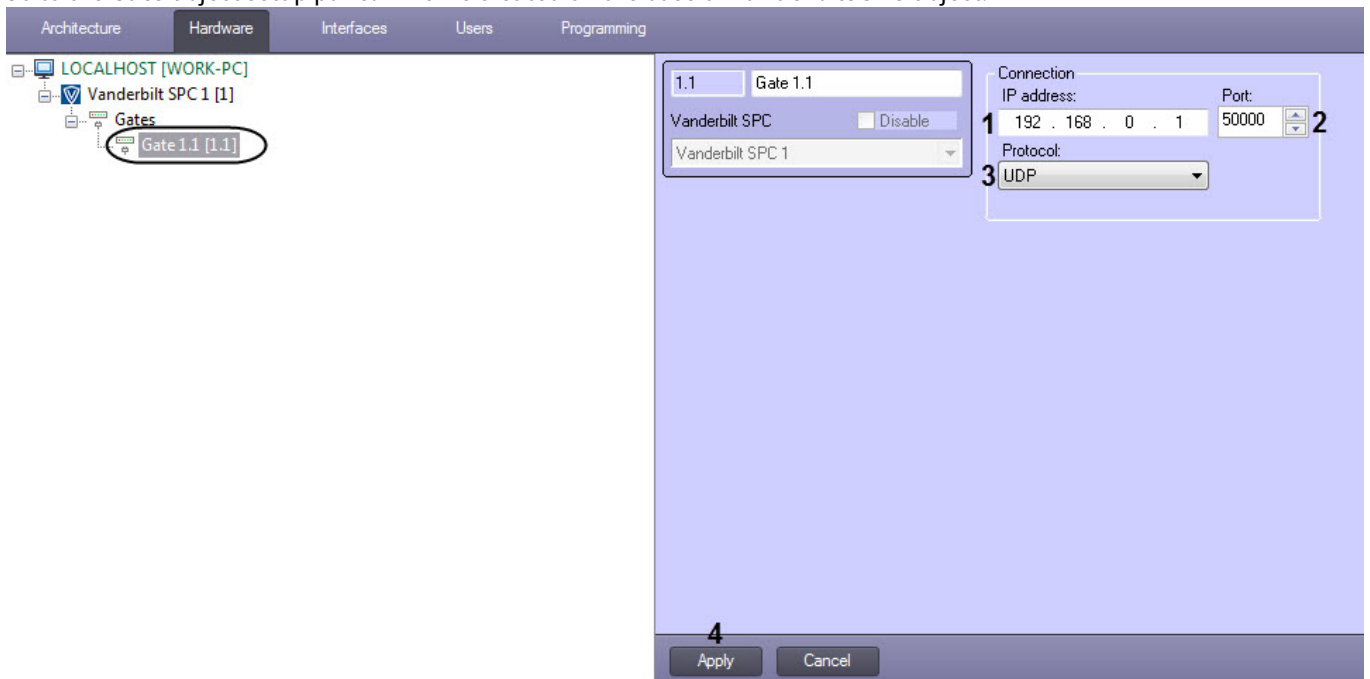 Architecture Hardware Interfaces Users Programming
LOCALHOST [WORK-PC]
Vanderbilt SPC 1 [1]
Gates
Gate 1.1 [1.1]
1.1 Gate 1.1
Vanderbilt SPC Disable
Vanderbilt SPC 1
Connection
IP address: Port:
1 192 . 168 . 0 . 1 50000 2
Protocol:
3 UDP
4
Apply Cancel